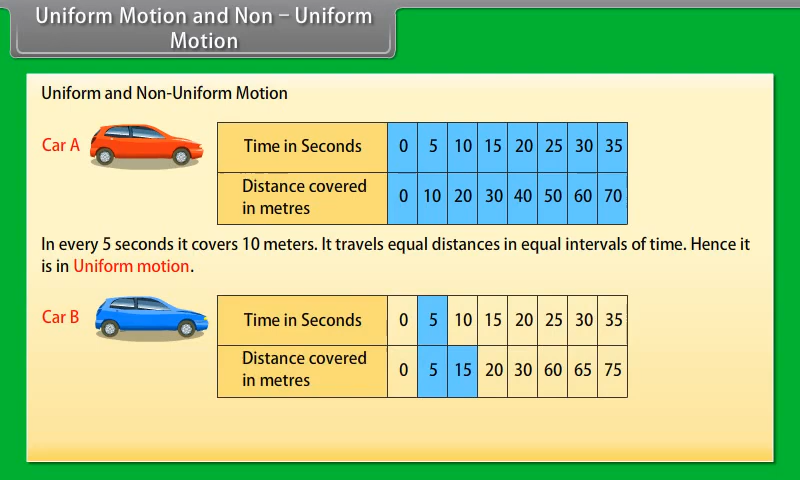 Uniform Motion and Non – Uniform
Motion
Uniform and Non-Uniform Motion
Car A
Time in Seconds 0 5 10 15 20 25 30 35
Distance covered
in metres 0 10 20 30 40 50 60 70
In every 5 seconds it covers 10 meters. It travels equal distances in equal intervals of time. Hence it
is in Uniform motion.
Car B
Time in Seconds 0 5 10 15 20 25 30 35
Distance covered
in metres 0 5 15 20 30 60 65 75